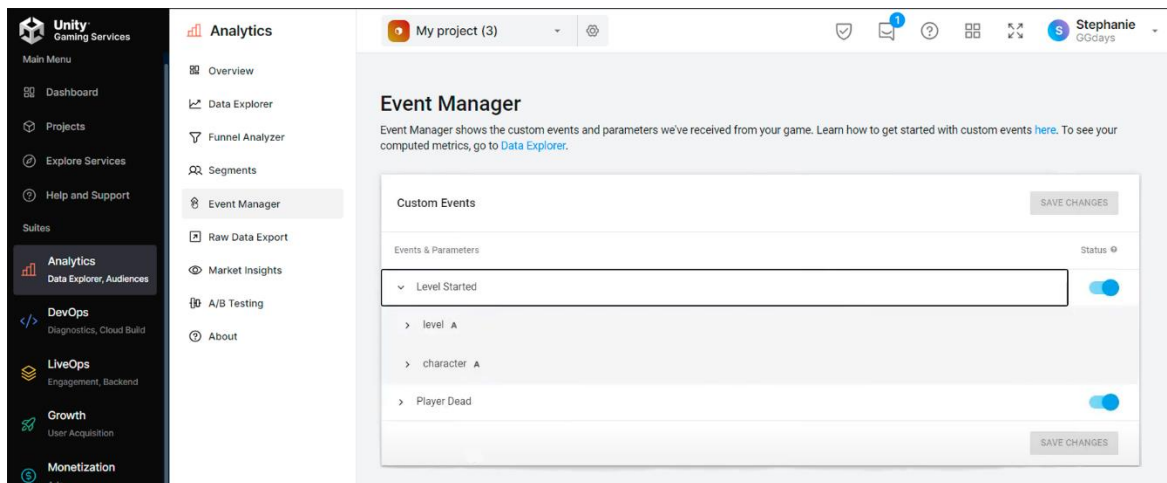 Unity
Gaming Services
Main Menu
Dashboard
Projects
Explore Services
Help and Support
Suites
Analytics
Data Explorer, Audiences
DevOps
Diagnostics, Cloud Build
LiveOps
Engagement, Backend
Growth
User Acquisition
Monetization
Analytics
Overview
Data Explorer
Funnel Analyzer
Segments
Event Manager
Raw Data Export
Market Insights
A/B Testing
About
My project (3)
1
S
Stephanie
GGdays
Event Manager
Event Manager shows the custom events and parameters we've received from your game. Learn how to get started with custom events here. To see your
computed metrics, go to Data Explorer.
Custom Events
SAVE CHANGES
Events & Parameters
Status
Level Started
level A
character A
Player Dead
SAVE CHANGES